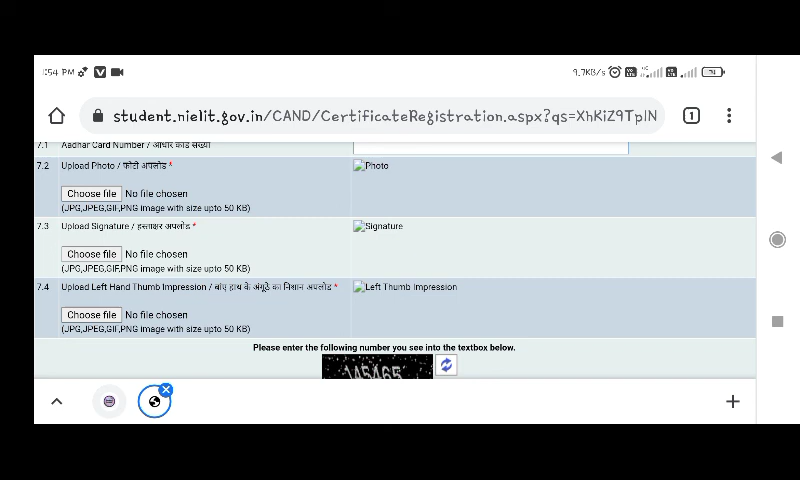 1:54 PM 9.7KB/s
student.nielit.gov.in/CAND/CertificateRegistration.aspx?qs=XhKiZ9TplN 1
7.1 Aadhar Card Number / आधार कार्ड संख्या
7.2 Upload Photo / फोटो अपलोड * Photo
Choose file No file chosen
(JPG,JPEG,GIF,PNG image with size upto 50 KB)
7.3 Upload Signature / हस्ताक्षर अपलोड * Signature
Choose file No file chosen
(JPG,JPEG,GIF,PNG image with size upto 50 KB)
7.4 Upload Left Hand Thumb Impression / बांए हाथ के अंगूठे का निशान अपलोड * Left Thumb Impression
Choose file No file chosen
(JPG,JPEG,GIF,PNG image with size upto 50 KB)
Please enter the following number you see into the textbox below.